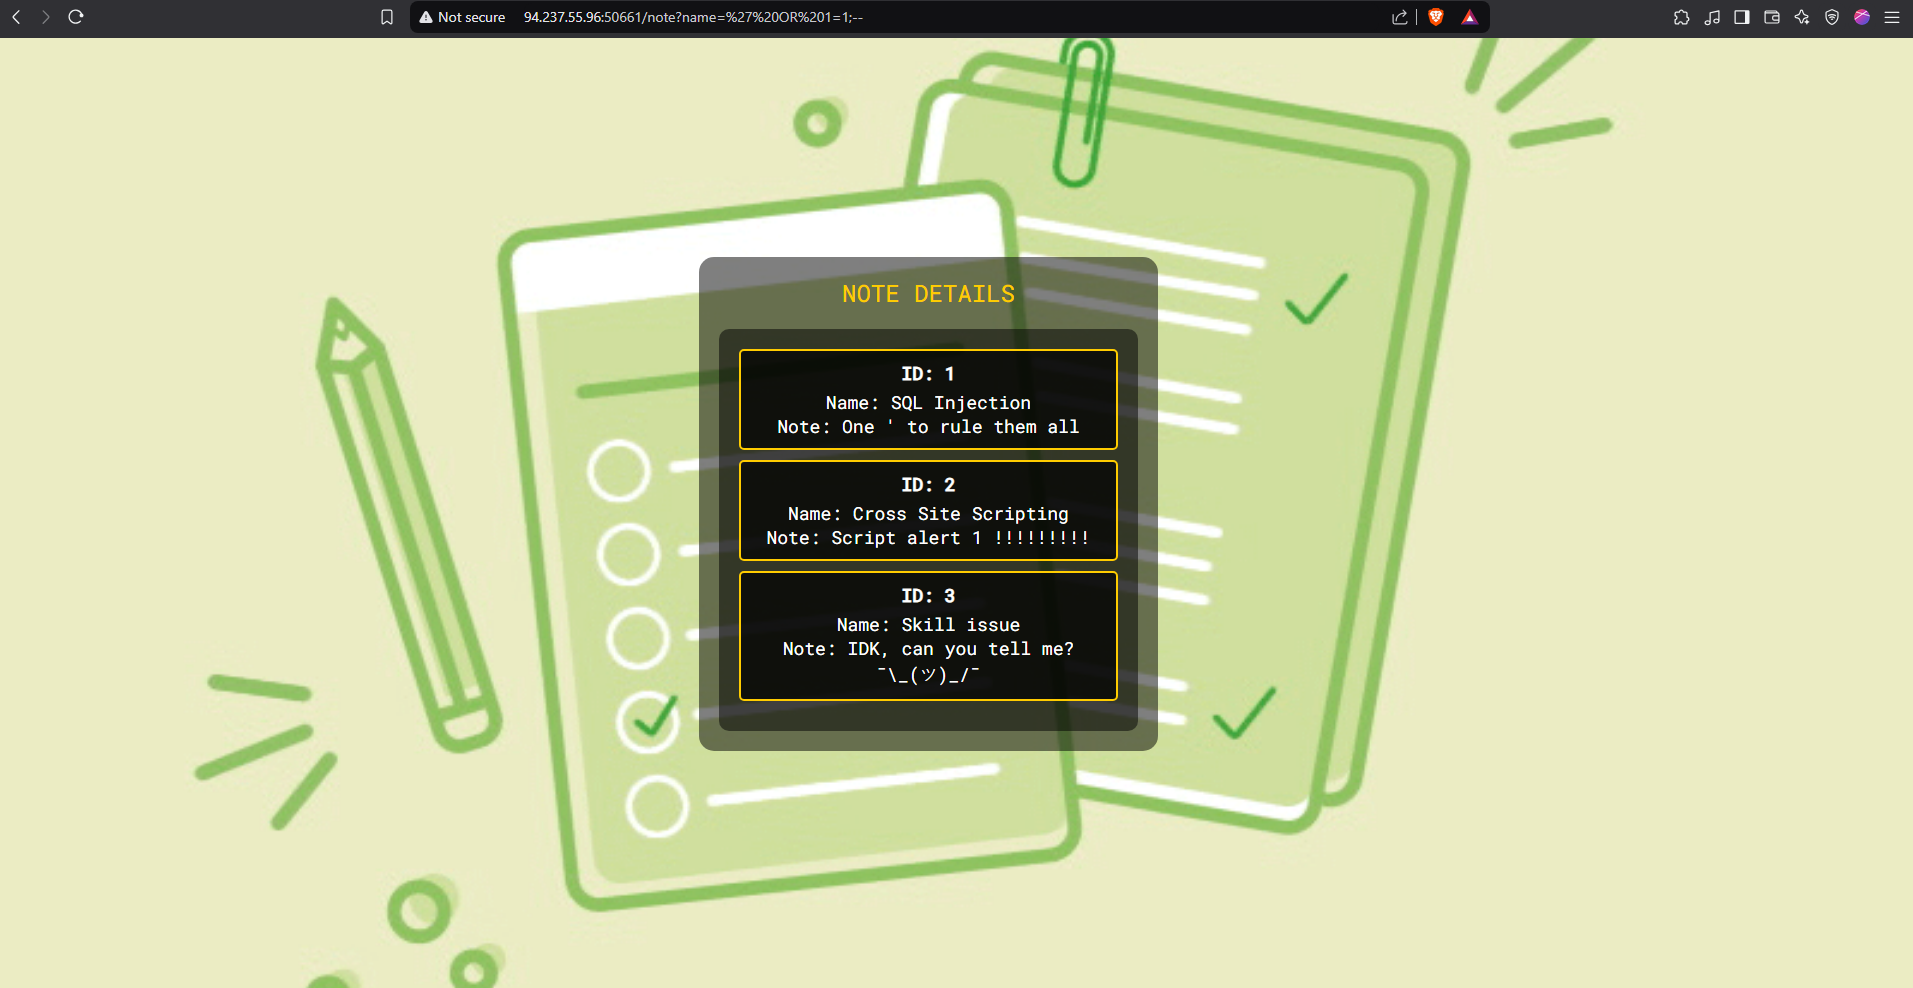 Not secure 94.237.55.96:50661/note?name=%27%20OR%201=1;--
NOTE DETAILS
ID: 1
Name: SQL Injection
Note: One ' to rule them all
ID: 2
Name: Cross Site Scripting
Note: Script alert 1 !!!!!!!!!
ID: 3
Name: Skill issue
Note: IDK, can you tell me?
¯\_(ツ)_/¯